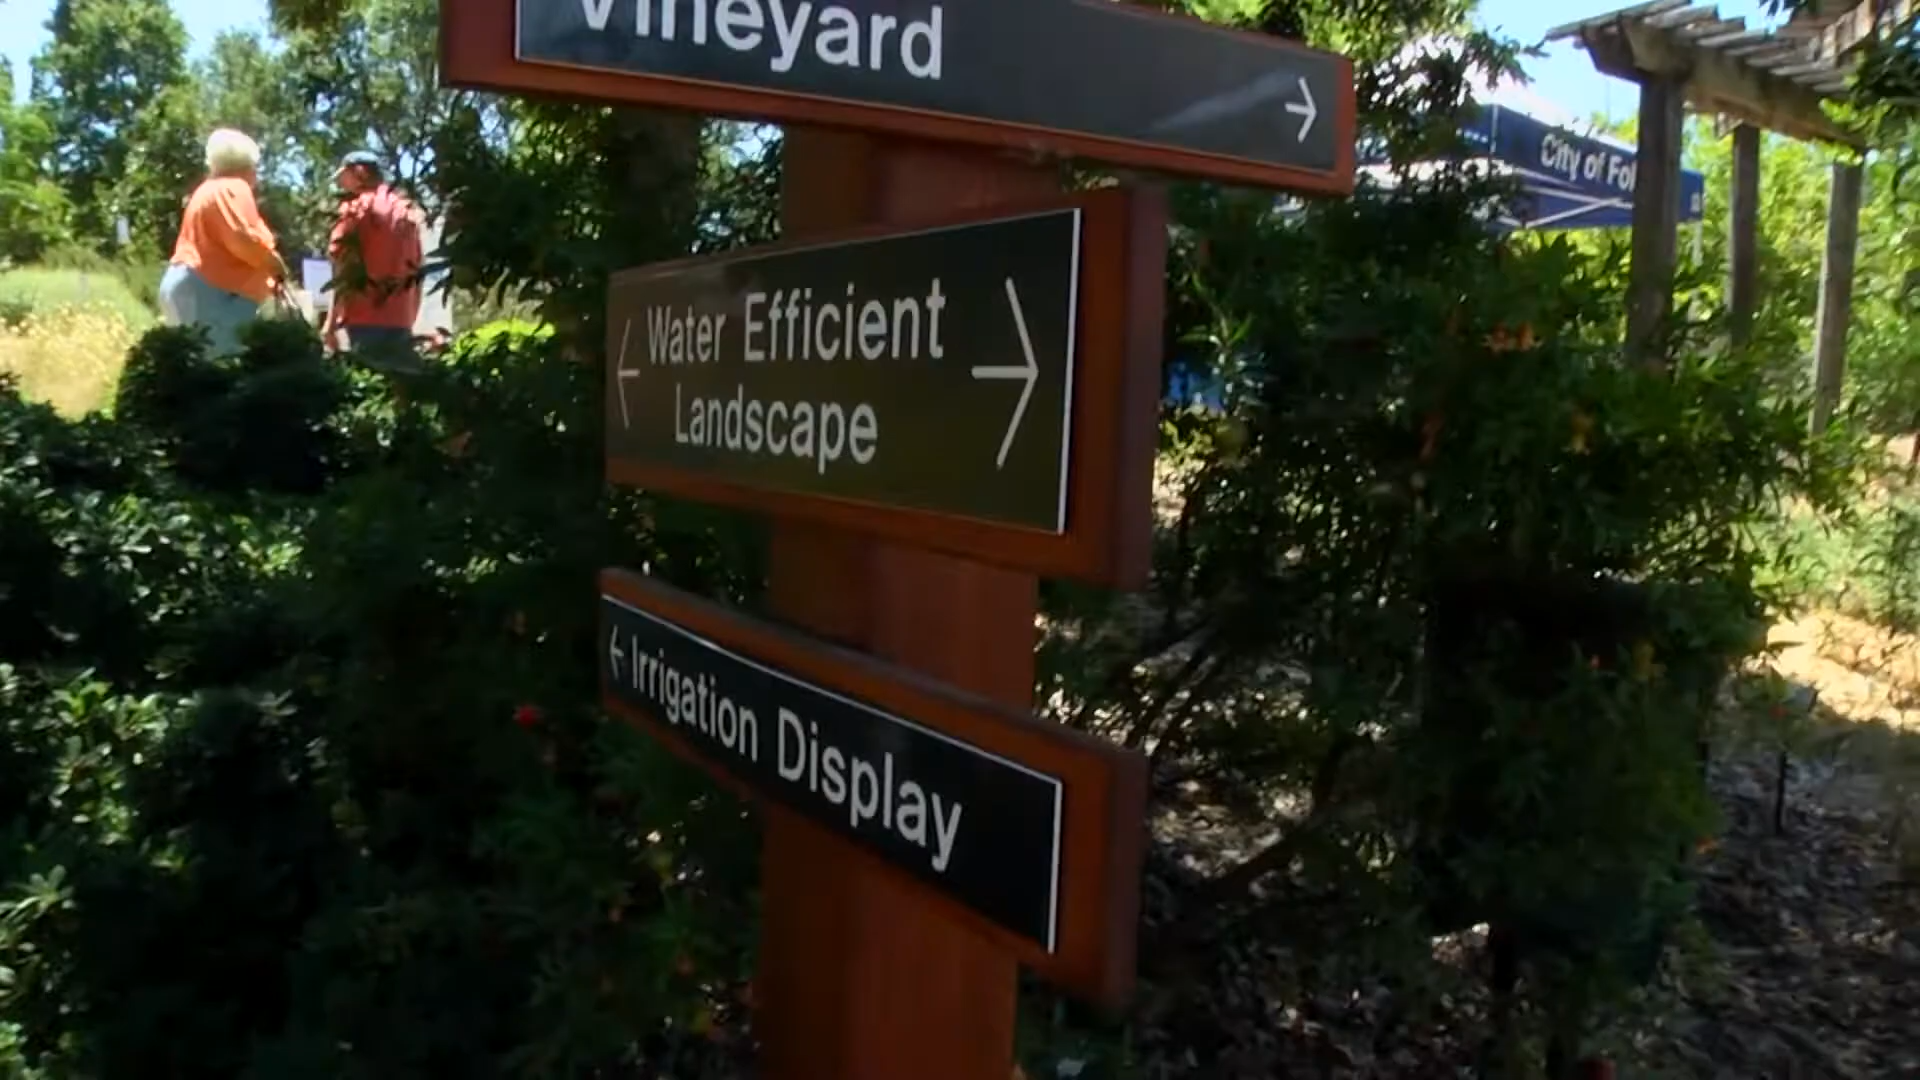 Vineyard →
City of Fol
← Water Efficient →
Landscape
← Irrigation Display